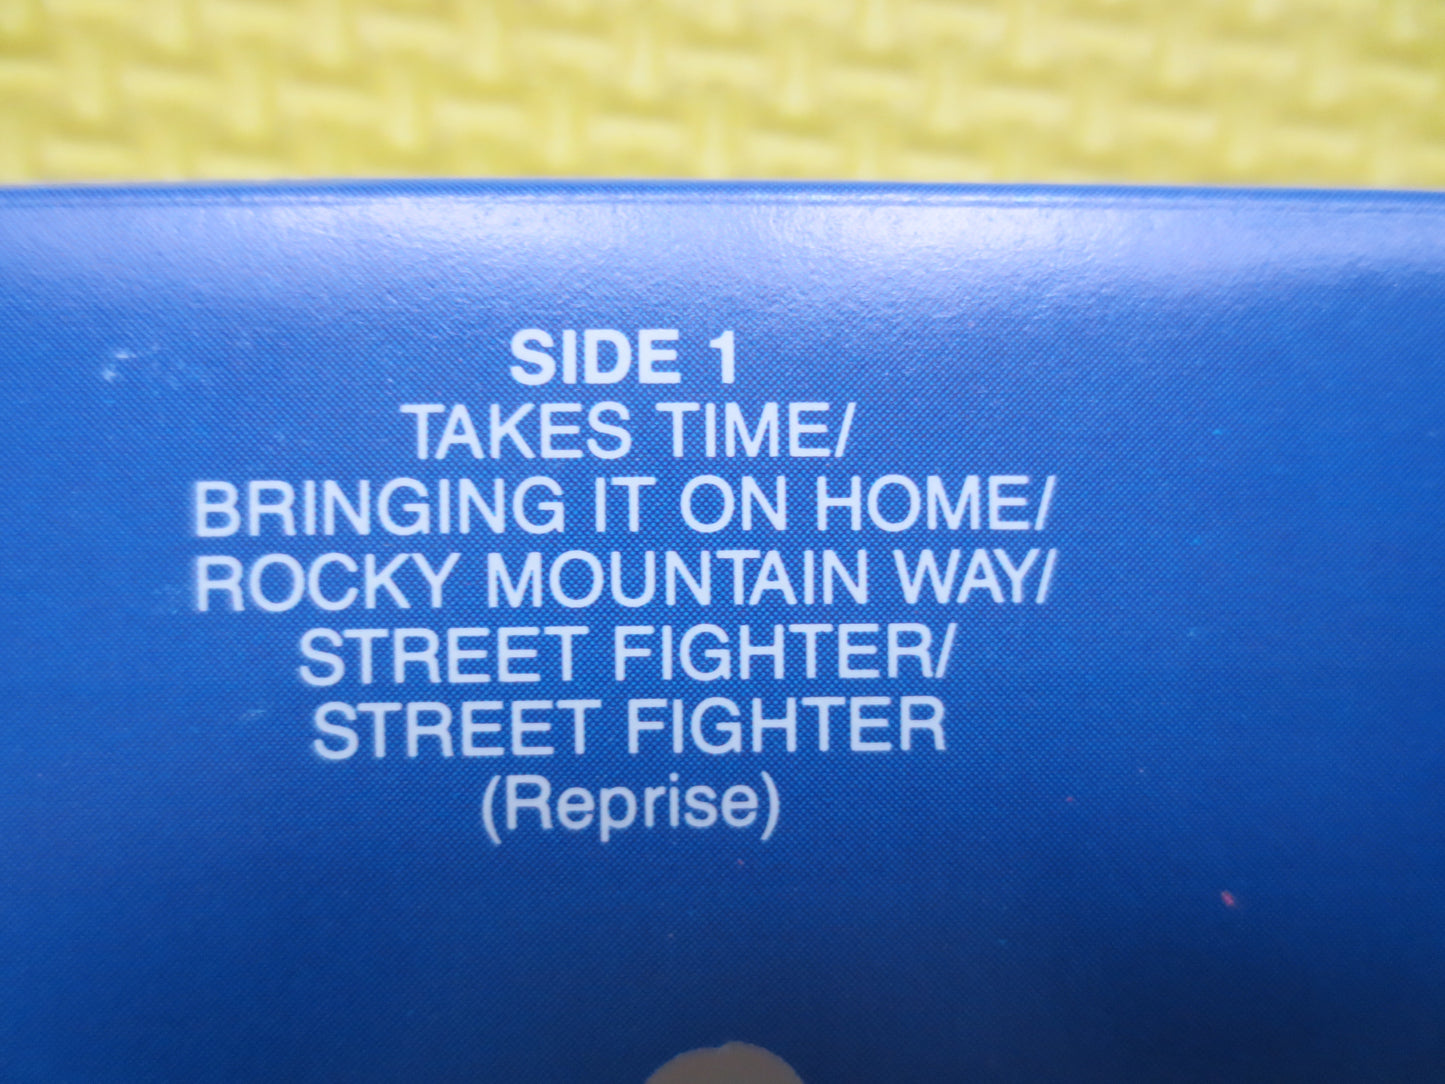 SIDE 1
TAKES TIME/
BRINGING IT ON HOME/
ROCKY MOUNTAIN WAY/
STREET FIGHTER/
STREET FIGHTER
(Reprise)